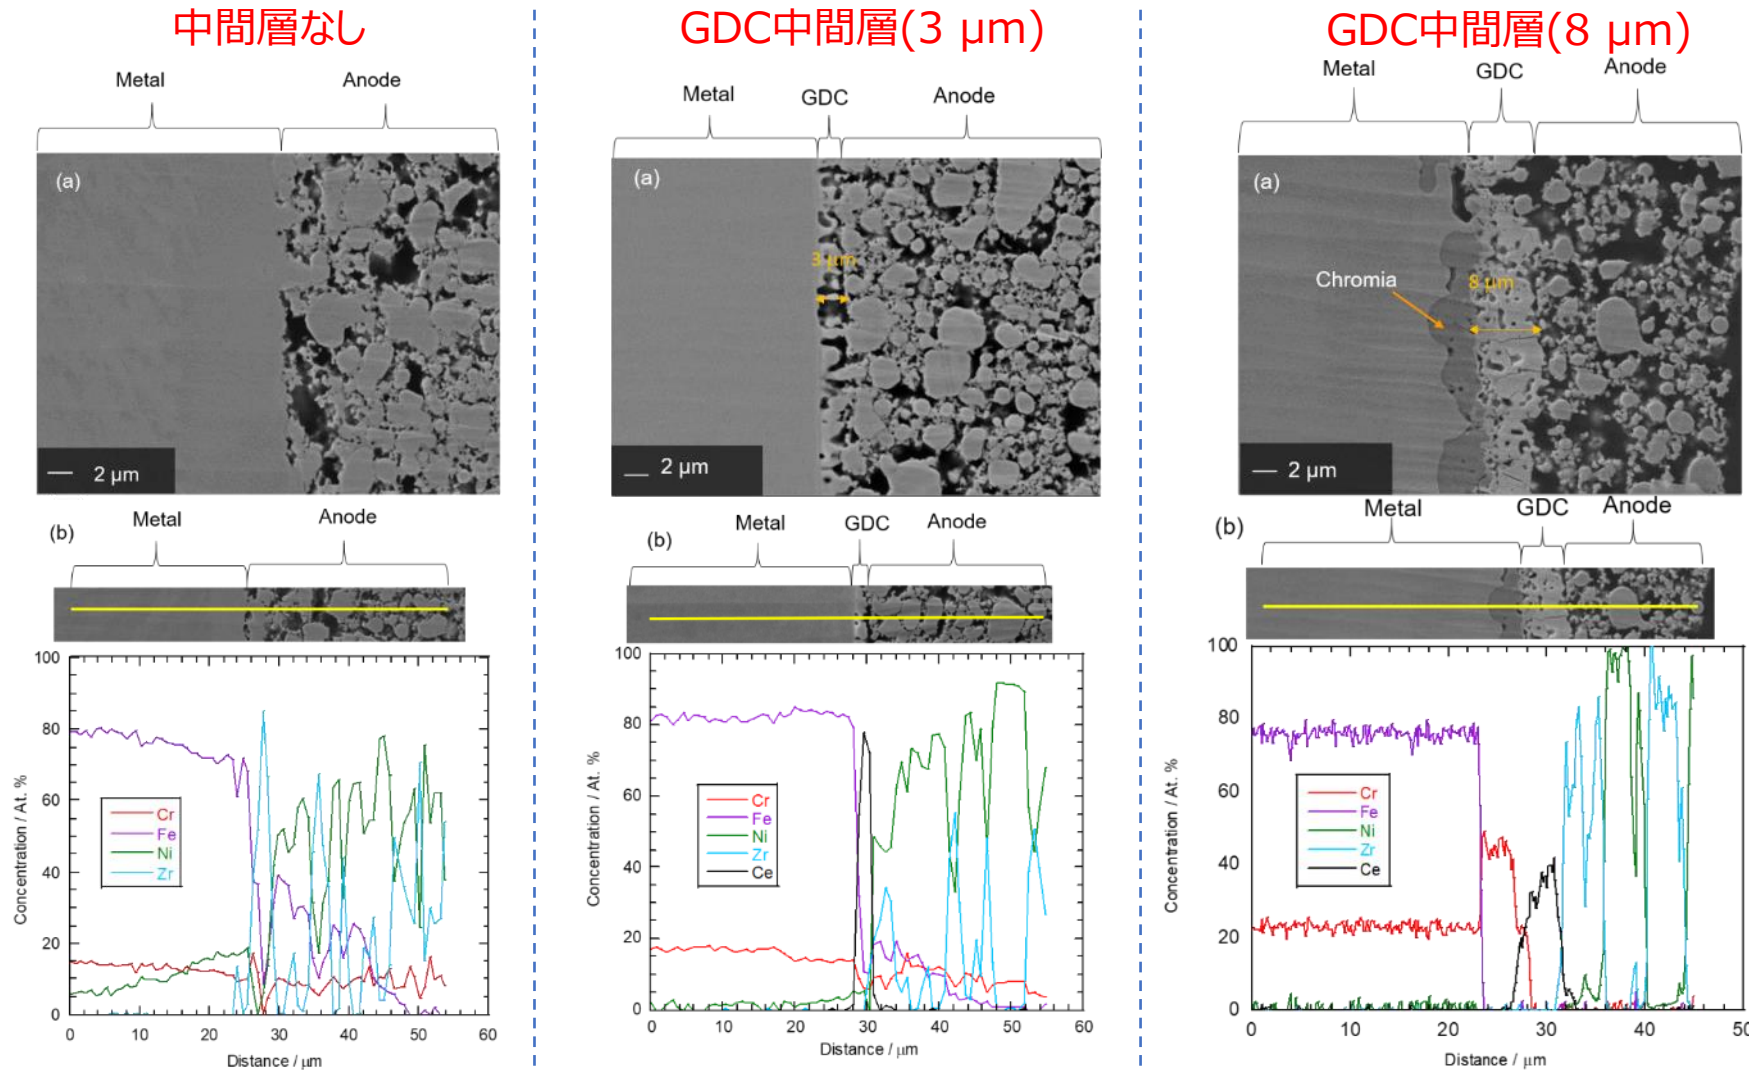 中間層なし
Metal
Anode
(a)
2 μm
(b)
Metal
Anode
100
80
60
40
20
0
Concentration / At. %
Cr
Fe
Ni
Zr
0
10
20
30
40
50
60
Distance / μm
GDC中間層(3 μm)
Metal
GDC
Anode
(a)
3 μm
2 μm
(b)
Metal
GDC
Anode
100
80
60
40
20
0
Concentration / At. %
Cr
Fe
Ni
Zr
Ce
0
10
20
30
40
50
60
Distance / μm
GDC中間層(8 μm)
Metal
GDC
Anode
(a)
Chromia
8 μm
2 μm
(b)
Metal
GDC
Anode
100
80
60
40
20
0
Concentration / At. %
Cr
Fe
Ni
Zr
Ce
0
10
20
30
40
50
Distance / μm